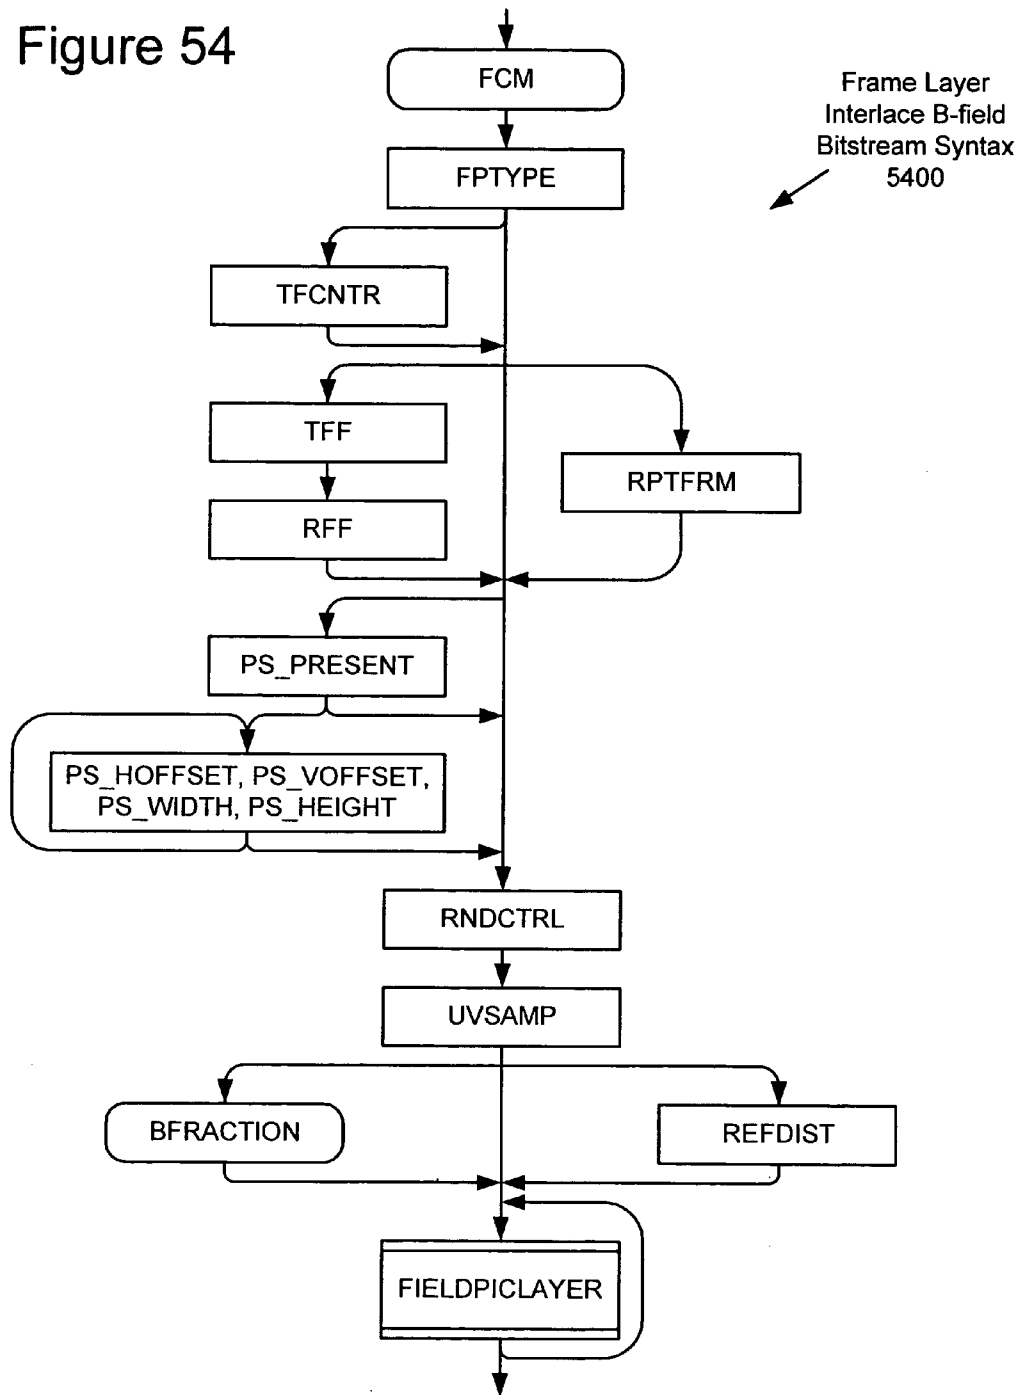 Figure 54
FCM
Frame Layer
Interlace B-field
Bitstream Syntax
5400
FPTYPE
TFCNTR
TFF
RPTFRM
RFF
PS_PRESENT
PS_HOFFSET, PS_VOFFSET,
PS_WIDTH, PS_HEIGHT
RNDCTRL
UVSAMP
BFRACTION
REFDIST
FIELDPICLAYER